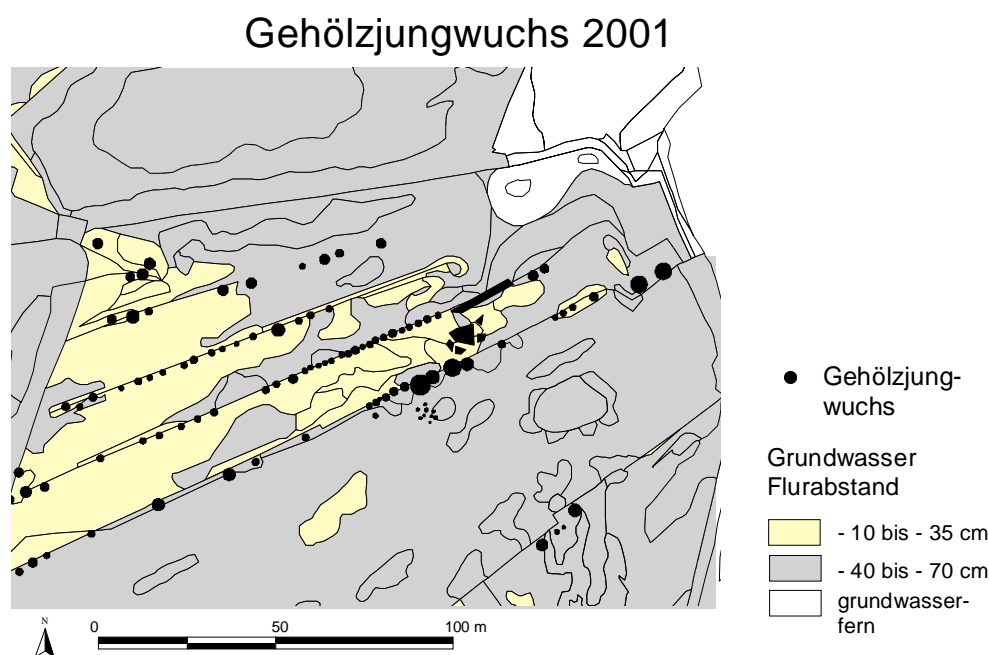 Gehölzjungwuchs 2001
Gehölzjung-
wuchs
Grundwasser
Flurabstand
- 10 bis - 35 cm
- 40 bis - 70 cm
grundwasser-
fern
N
0 50 100 m